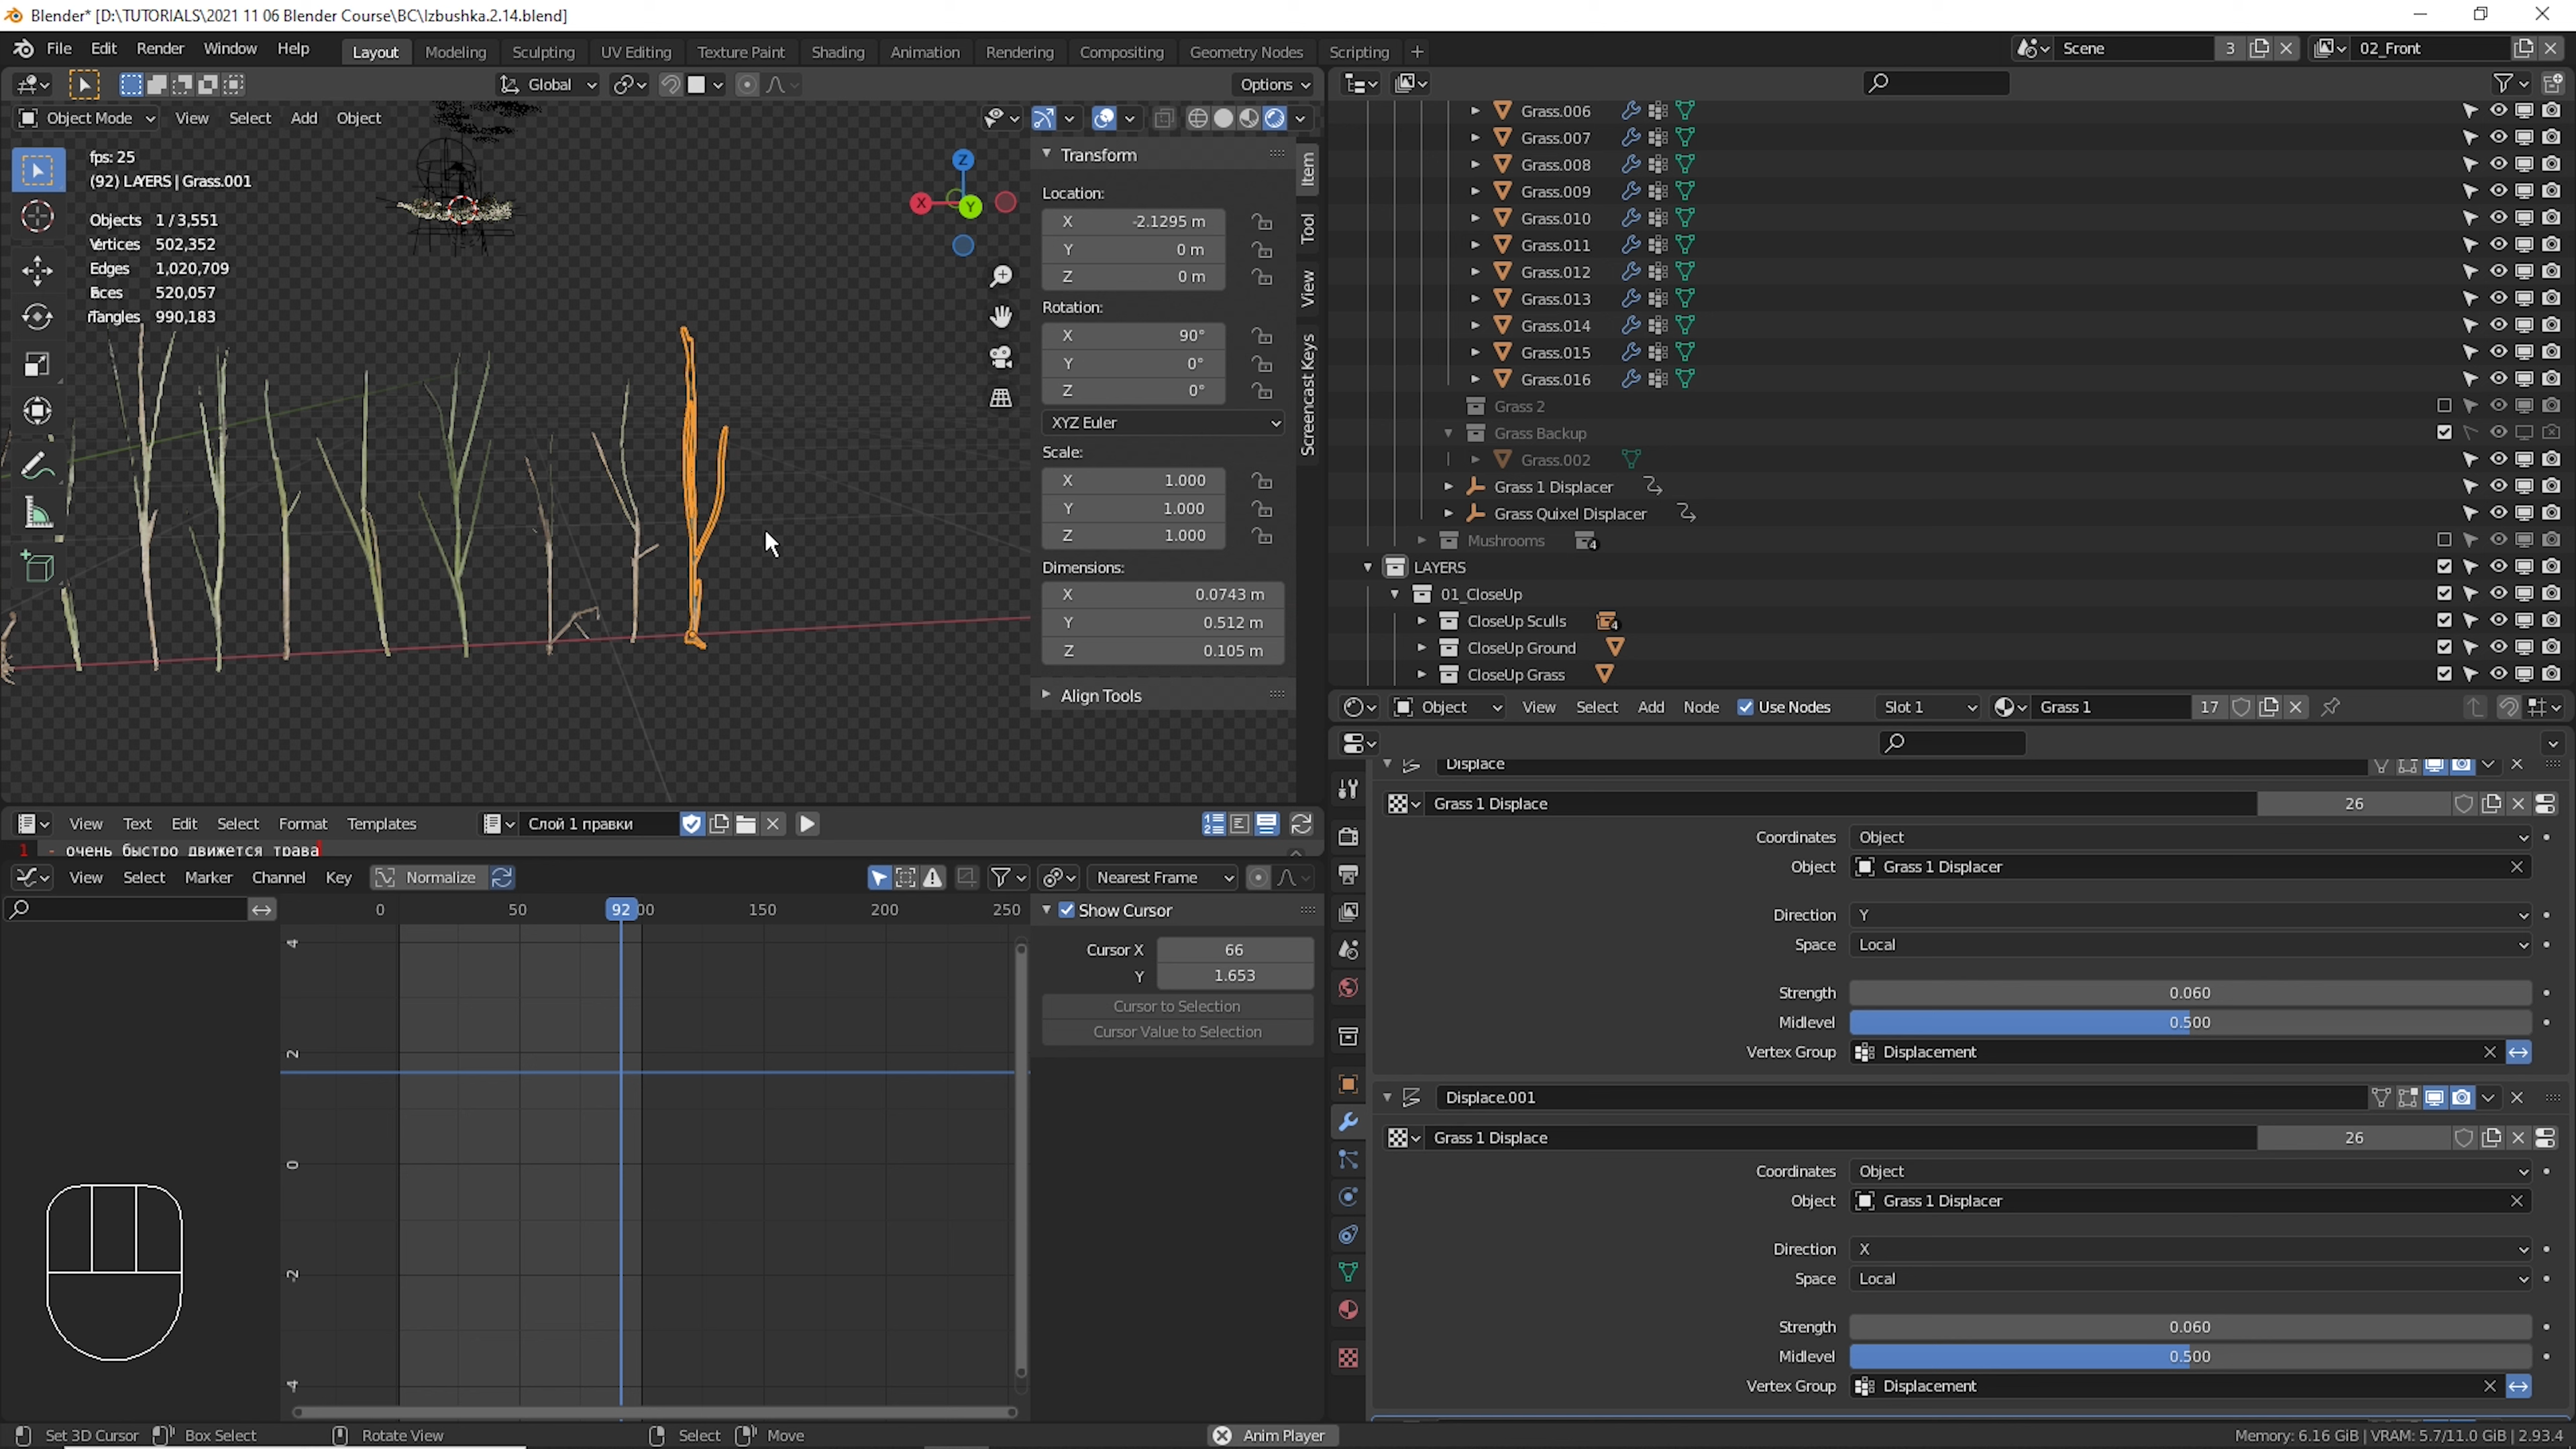 Blender* [D:\TUTORIALS\2021 11 06 Blender Course\BC\Izbushka.2.14.blend]
File Edit Render Window Help Layout Modeling Sculpting UV Editing Texture Paint Shading Animation Rendering Compositing Geometry Nodes Scripting + Scene 3 02_Front
Global Options
Object Mode View Select Add Object
fps: 25
(92) LAYERS | Grass.001
Objects 1 / 3,551
Vertices 502,352
Edges 1,020,709
aces 520,057
angles 990,183
Z
X
Y
Transform
Location:
X -2.1295 m
Y 0 m
Z 0 m
Rotation:
X 90°
Y 0°
Z 0°
XYZ Euler
Scale:
X 1.000
Y 1.000
Z 1.000
Dimensions:
X 0.0743 m
Y 0.512 m
Z 0.105 m
Align Tools
Item
Tool
View
Screencast Keys
Grass.006
Grass.007
Grass.008
Grass.009
Grass.010
Grass.011
Grass.012
Grass.013
Grass.014
Grass.015
Grass.016
Grass 2
Grass Backup
Grass.002
Grass 1 Displacer
Grass Quixel Displacer
Mushrooms 4
LAYERS
01_CloseUp
CloseUp Sculls 4
CloseUp Ground
CloseUp Grass
Object View Select Add Node Use Nodes Slot 1 Grass 1 17
Displace
Grass 1 Displace 26
Coordinates Object
Object Grass 1 Displacer
Direction Y
Space Local
Strength 0.060
Midlevel 0.500
Vertex Group Displacement
Displace.001
Grass 1 Displace 26
Coordinates Object
Object Grass 1 Displacer
Direction X
Space Local
Strength 0.060
Midlevel 0.500
Vertex Group Displacement
View Text Edit Select Format Templates Слой 1 правки
1 - очень быстро движется трава
View Select Marker Channel Key Normalize Nearest Frame
0 50 92 00 150 200 250
4
2
0
-2
-4
Show Cursor
Cursor X 66
Y 1.653
Cursor to Selection
Cursor Value to Selection
Set 3D Cursor Box Select Rotate View Select Move Anim Player Memory: 6.16 GiB | VRAM: 5.7/11.0 GiB | 2.93.4